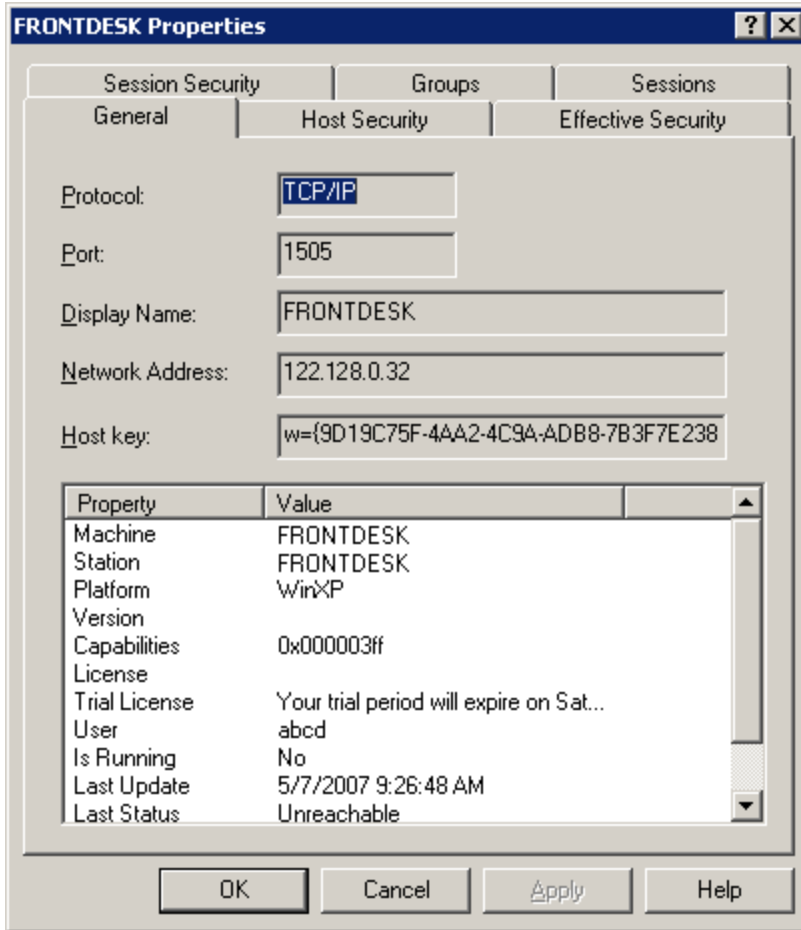 FRONTDESK Properties
Session Security Groups Sessions
General Host Security Effective Security
Protocol: TCP/IP
Port: 1505
Display Name: FRONTDESK
Network Address: 122.128.0.32
Host key: w={9D19C75F-4AA2-4C9A-ADB8-7B3F7E238
Property Value
Machine FRONTDESK
Station FRONTDESK
Platform WinXP
Version
Capabilities 0x000003ff
License
Trial License Your trial period will expire on Sat...
User abcd
Is Running No
Last Update 5/7/2007 9:26:48 AM
Last Status Unreachable
OK Cancel Apply Help